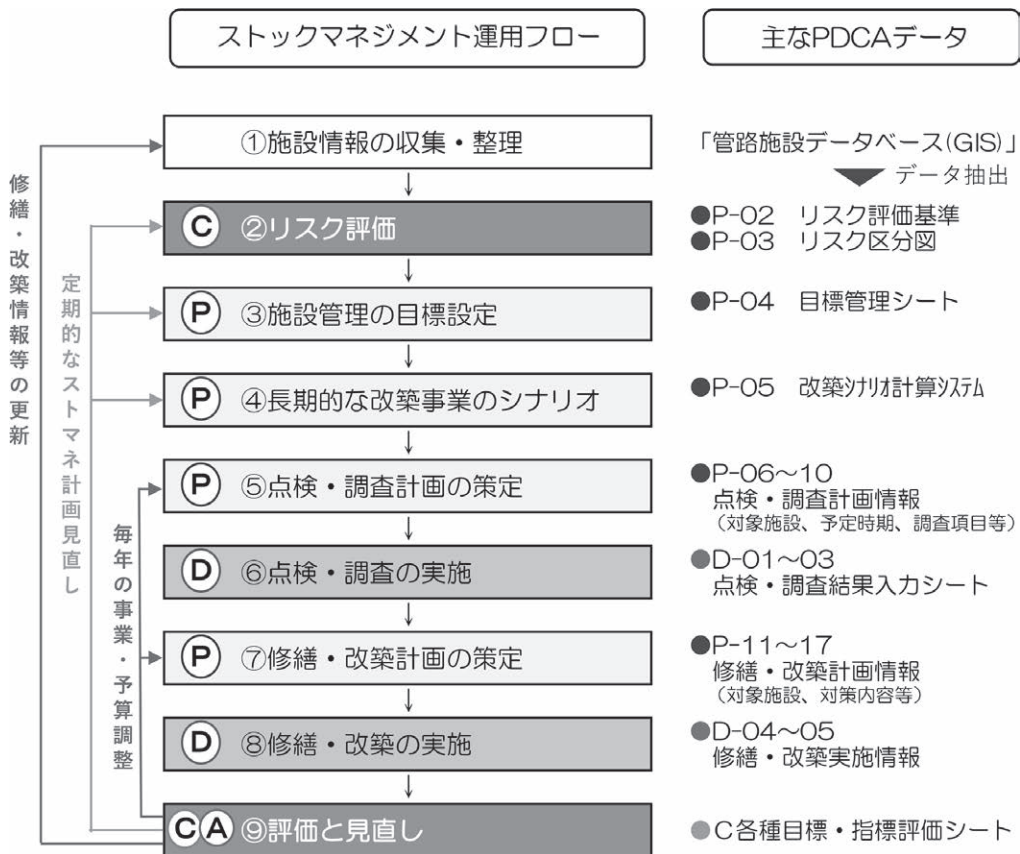 ストックマネジメント運用フロー
主なPDCAデータ
①施設情報の収集・整理
「管路施設データベース(GIS)」
データ抽出
C ②リスク評価
●P-02 リスク評価基準
●P-03 リスク区分図
P ③施設管理の目標設定
●P-04 目標管理シート
P ④長期的な改築事業のシナリオ
●P-05 改築シナリオ計算システム
P ⑤点検・調査計画の策定
●P-06～10
点検・調査計画情報
（対象施設、予定時期、調査項目等）
D ⑥点検・調査の実施
●D-01～03
点検・調査結果入力シート
P ⑦修繕・改築計画の策定
●P-11～17
修繕・改築計画情報
（対象施設、対策内容等）
D ⑧修繕・改築の実施
●D-04～05
修繕・改築実施情報
CA ⑨評価と見直し
●C各種目標・指標評価シート
修繕・改築情報等の更新
定期的なストマネ計画見直し
毎年の事業・予算調整